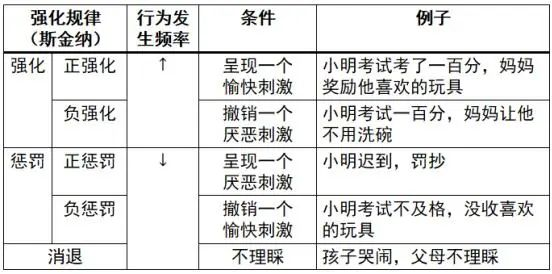 强化规律
（斯金纳）
行为发
生频率
条件
例子
强化
正强化
↑
呈现一个
愉快刺激
小明考试考了一百分，妈妈
奖励他喜欢的玩具
负强化
撤销一个
厌恶刺激
小明考试一百分，妈妈让他
不用洗碗
惩罚
正惩罚
↓
呈现一个
厌恶刺激
小明迟到，罚抄
负惩罚
撤销一个
愉快刺激
小明考试不及格，没收喜欢
的玩具
消退
不理睬
孩子哭闹，父母不理睬